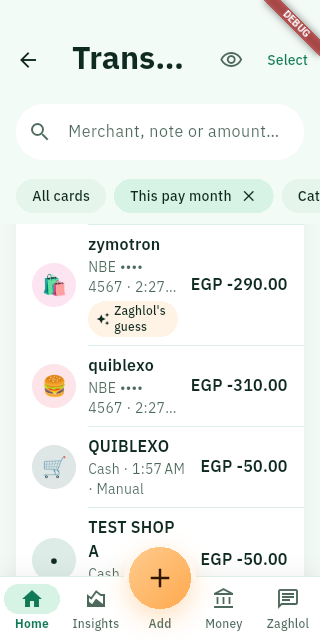 DEBUG
Trans...
Select
Merchant, note or amount...
All cards
This pay month
Cat
zymotron
NBE ••••
4567 · 2:27...
EGP -290.00
Zaghlol's
guess
quiblexo
NBE ••••
4567 · 2:27...
EGP -310.00
QUIBLEXO
Cash · 1:57 AM
· Manual
EGP -50.00
TEST SHOP
A
Cash
EGP -50.00
Home
Insights
Add
Money
Zaghlol